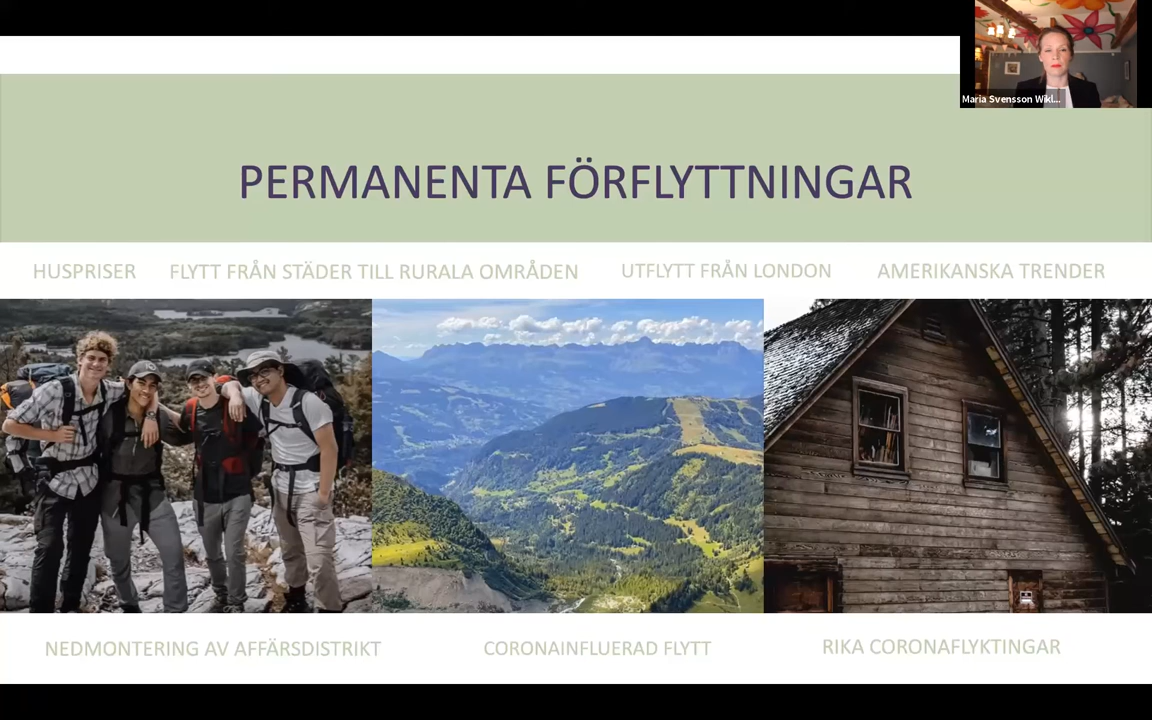 Maria Svensson Wikl...
PERMANENTA FÖRFLYTTNINGAR
HUSPRISER FLYTT FRÅN STÄDER TILL RURALA OMRÅDEN UTFLYTT FRÅN LONDON AMERIKANSKA TRENDER
NEDMONTERING AV AFFÄRSDISTRIKT CORONAINFLUERAD FLYTT RIKA CORONAFLYKTINGAR